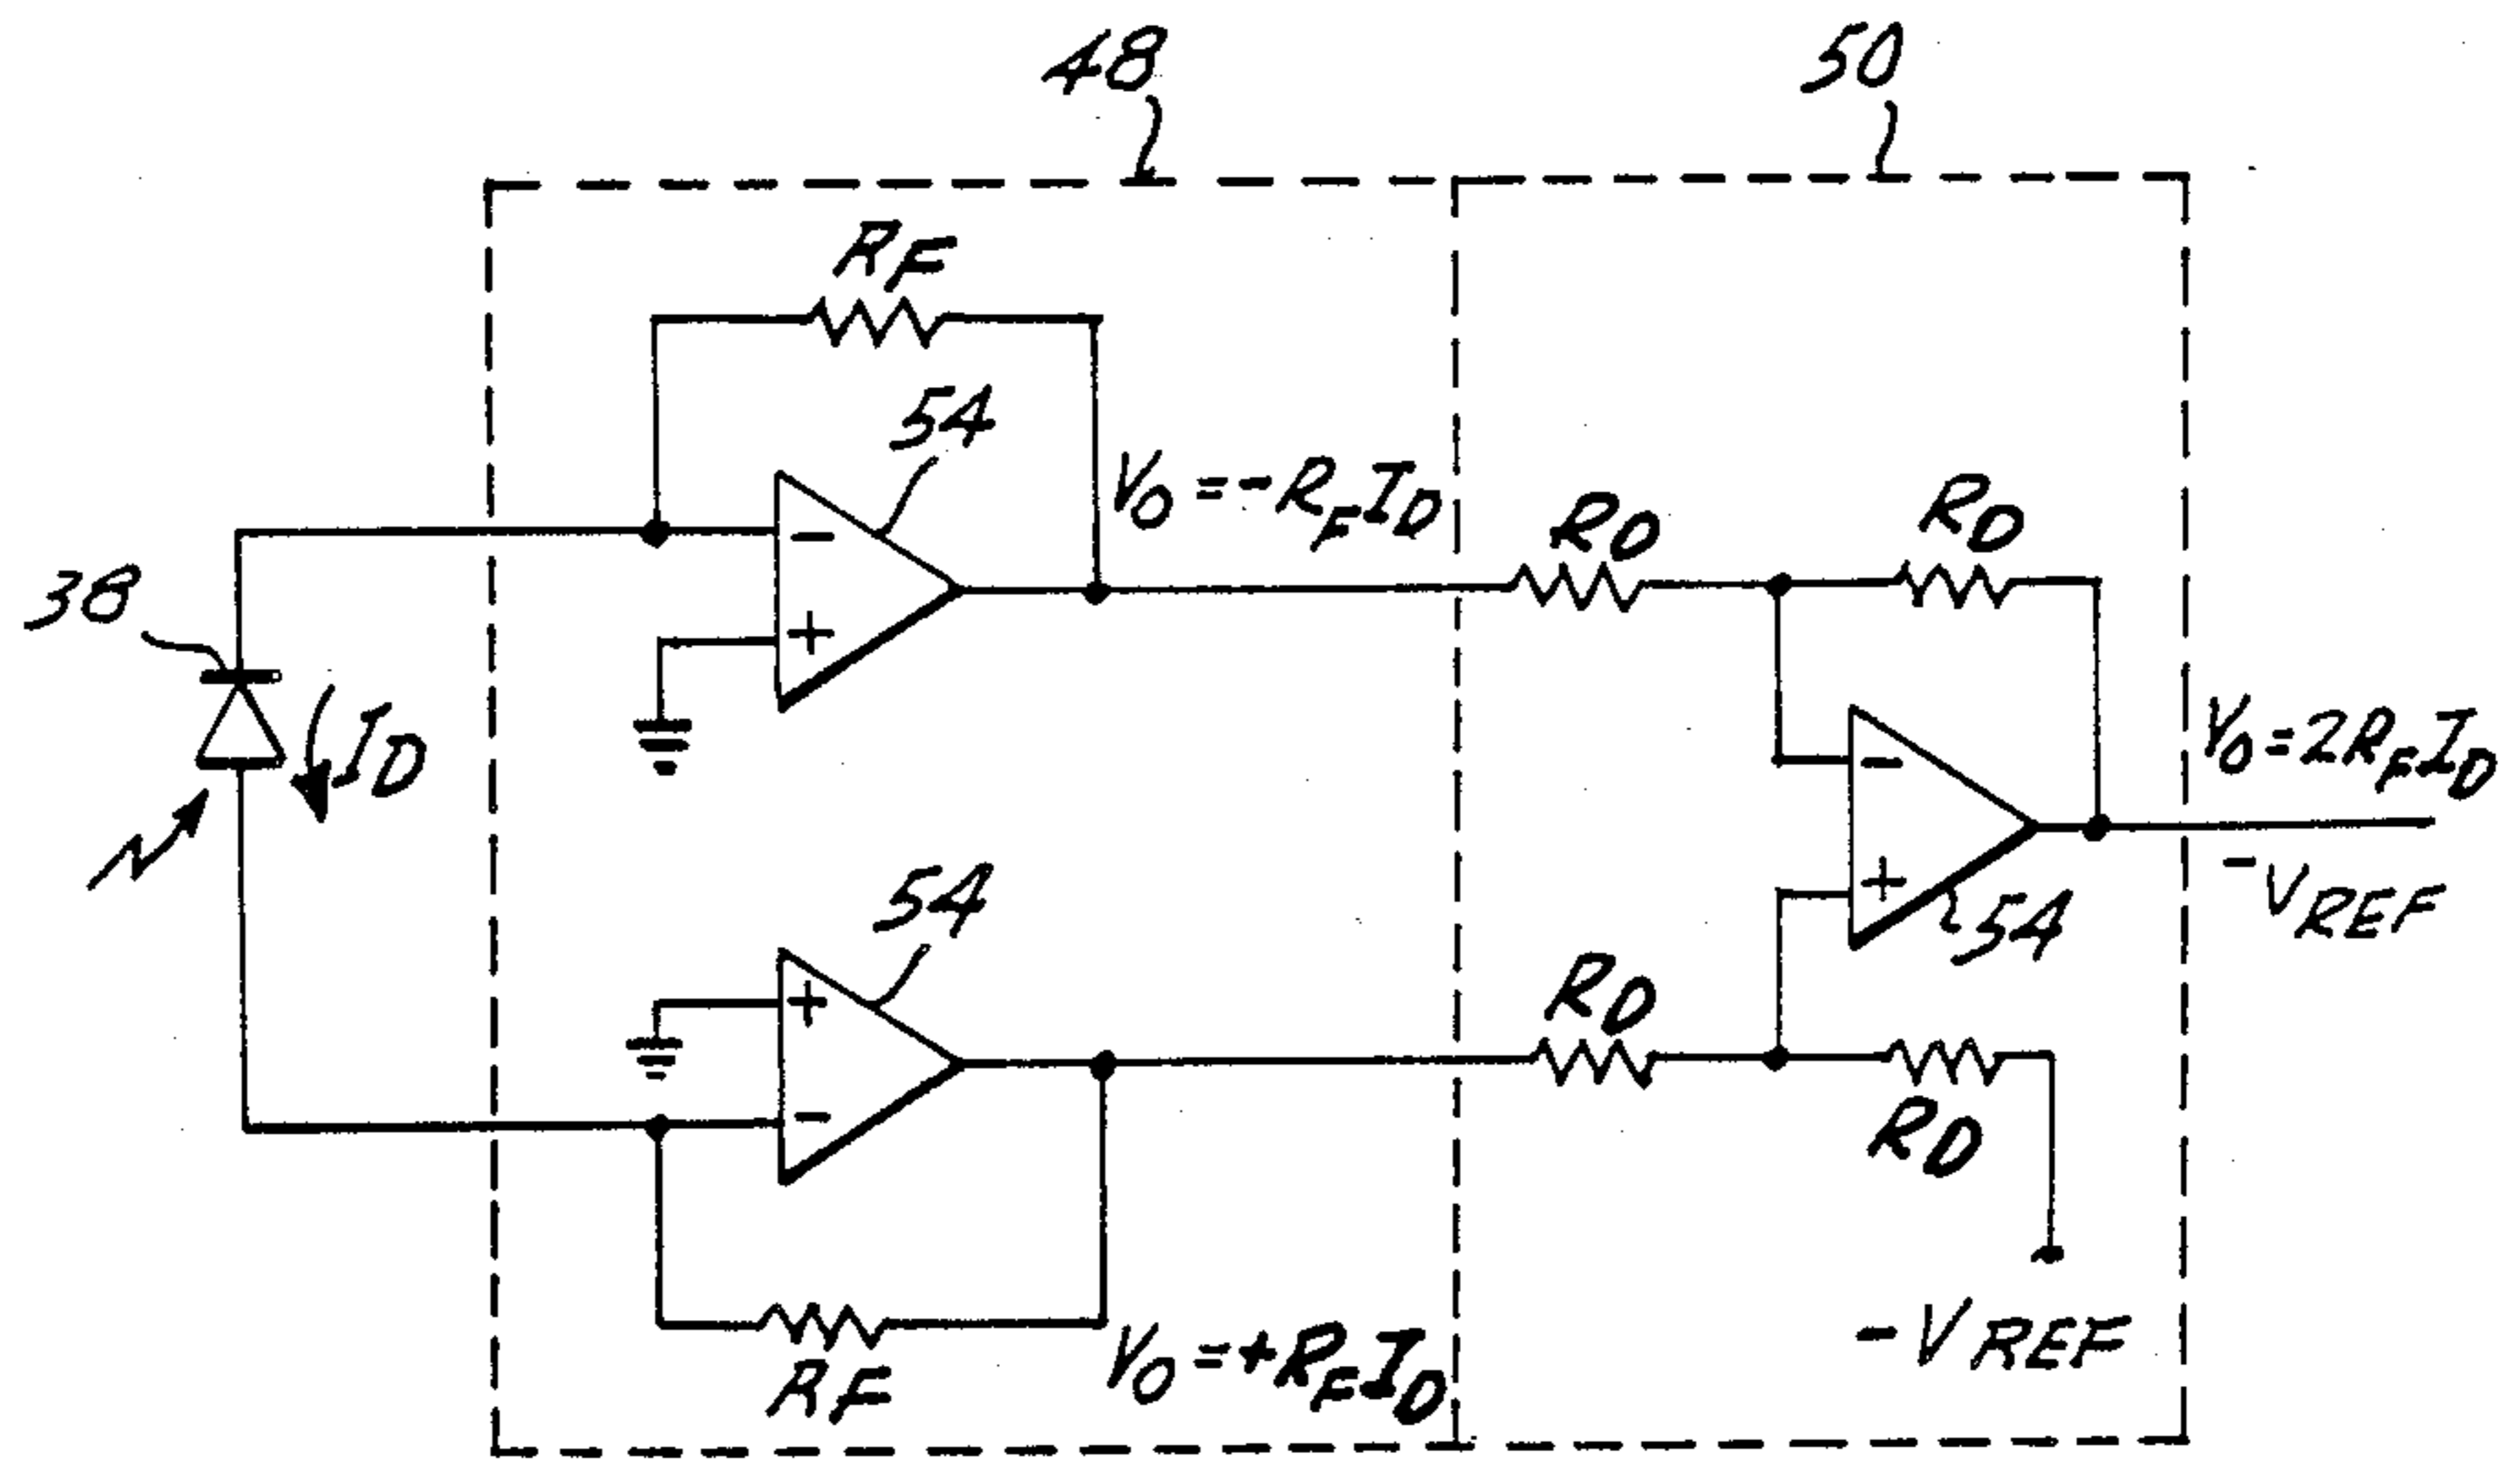 48
50
RF
54
V0=-RFID
RD
RD
38
ID
V0=2RFID
-VREF
54
54
RD
RD
-VREF
V0=+RFID
RF